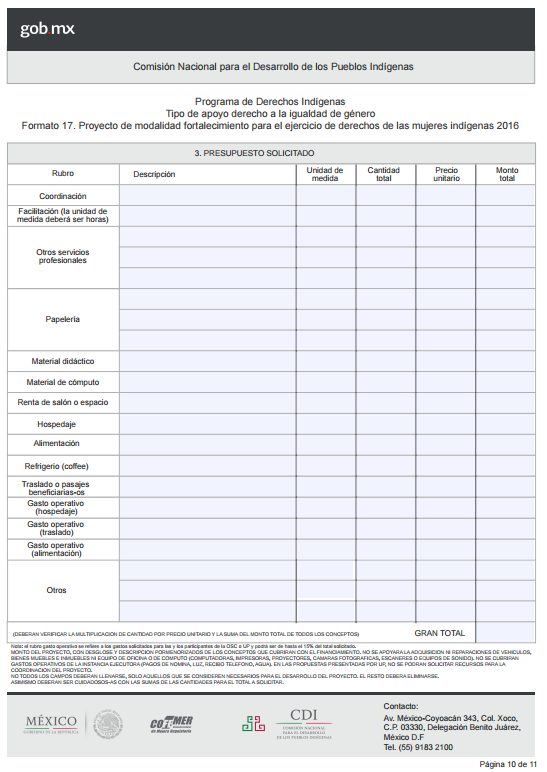 gob.mx
Comisión Nacional para el Desarrollo de los Pueblos Indígenas
Programa de Derechos Indígenas
Tipo de apoyo derecho a la igualdad de género
Formato 17. Proyecto de modalidad fortalecimiento para el ejercicio de derechos de las mujeres indígenas 2016
3. PRESUPUESTO SOLICITADO
Rubro
Descripción
Unidad de
medida
Cantidad
total
Precio
unitario
Monto
total
Coordinación
Facilitación (la unidad de
medida deberá ser horas)
Otros servicios
profesionales
Papelería
Material didáctico
Material de cómputo
Renta de salón o espacio
Hospedaje
Alimentación
Refrigerio (coffee)
Traslado o pasajes
beneficiarias-os
Gasto operativo
(hospedaje)
Gasto operativo
(traslado)
Gasto operativo
(alimentación)
Otros
(DEBERAN VERIFICAR LA MULTIPLICACION DE CANTIDAD POR PRECIO UNITARIO Y LA SUMA DEL MONTO TOTAL DE TODOS LOS CONCEPTOS)
GRAN TOTAL
Nota: el rubro gasto operativo se refiere a los gastos solicitados para las y los participantes de la OSC o UP y podrá ser de hasta el 15% del total solicitado.
MONTO DEL PROYECTO, CON DESGLOBE Y DESCRIPCION PORMENORIZADOS DE LOS CONCEPTOS QUE CUBRIRAN CON EL FINANCIAMIENTO. NO SE APOYARA LA ADQUISICION NI REPARACIONES DE VEHICULOS,
BIENES MUEBLES E INMUEBLES NI EQUIPO DE OFICINA O DE COMPUTO (COMPUTADORAS, IMPRESORAS, PROYECTORES, CAMARAS FOTOGRAFICAS, ESCANERES O EQUIPOS DE SONIDO). NO SE CUBRIRAN
GASTOS OPERATIVOS DE LA INSTANCIA EJECUTORA (PAGOS DE NOMINA, LUZ, RECIBO TELEFONO, AGUA), EN LAS PROPUESTAS PRESENTADAS POR UP, NO SE PODRAN SOLICITAR RECURSOS PARA LA
COORDINACION DEL PROYECTO.
NO TODOS LOS CAMPOS DEBERAN LLENARSE, SOLO AQUELLOS QUE SE CONSIDEREN NECESARIOS PARA EL DESARROLLO DEL PROYECTO, EL RESTO DEBERA ELIMINARSE.
ASIMISMO DEBERAN SER CUIDADOSOS-AS CON LAS SUMAS DE LAS CANTIDADES PARA EL TOTAL A SOLICITAR.
MÉXICO
GOBIERNO DE LA REPÚBLICA
COFEMER
de Mejora Regulatoria
CDI
COMISIÓN NACIONAL
PARA EL DESARROLLO
DE LOS PUEBLOS INDÍGENAS
Contacto:
Av. México-Coyoacán 343, Col. Xoco,
C.P. 03330, Delegación Benito Juárez,
México D.F
Tel. (55) 9183 2100
Página 10 de 11